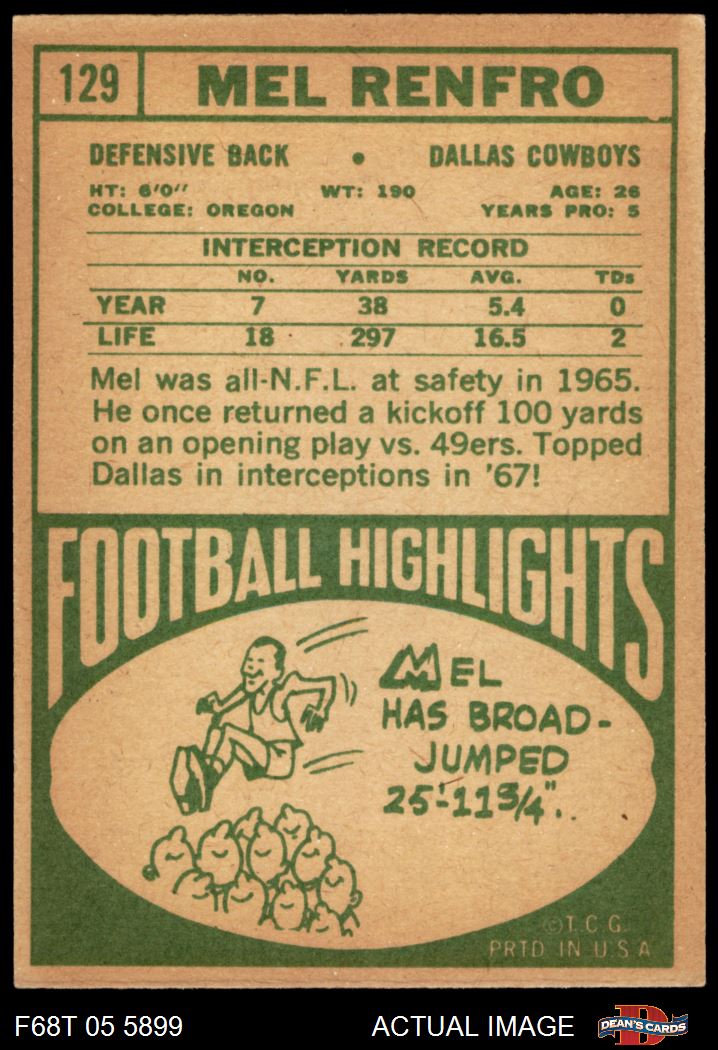 129 MEL RENFRO
DEFENSIVE BACK • DALLAS COWBOYS
HT: 6'0" WT: 190 AGE: 26
COLLEGE: OREGON YEARS PRO: 5
INTERCEPTION RECORD
NO. YARDS AVG. TDs
YEAR 7 38 5.4 0
LIFE 18 297 16.5 2
Mel was all-N.F.L. at safety in 1965.
He once returned a kickoff 100 yards
on an opening play vs. 49ers. Topped
Dallas in interceptions in '67!
FOOTBALL HIGHLIGHTS
MEL
HAS BROAD-
JUMPED
25'-11 3/4"..
©T.C.G.
PRTD IN U.S.A
F68T 05 5899 ACTUAL IMAGE DEAN'S CARDS